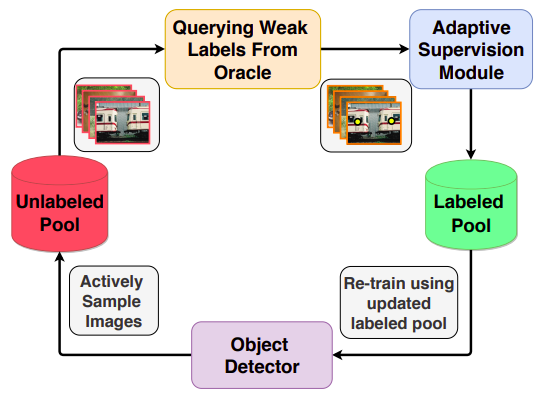 Querying Weak
Labels From
Oracle
Adaptive
Supervision
Module
Unlabeled
Pool
Labeled
Pool
Actively
Sample
Images
Re-train using
updated
labeled pool
Object
Detector